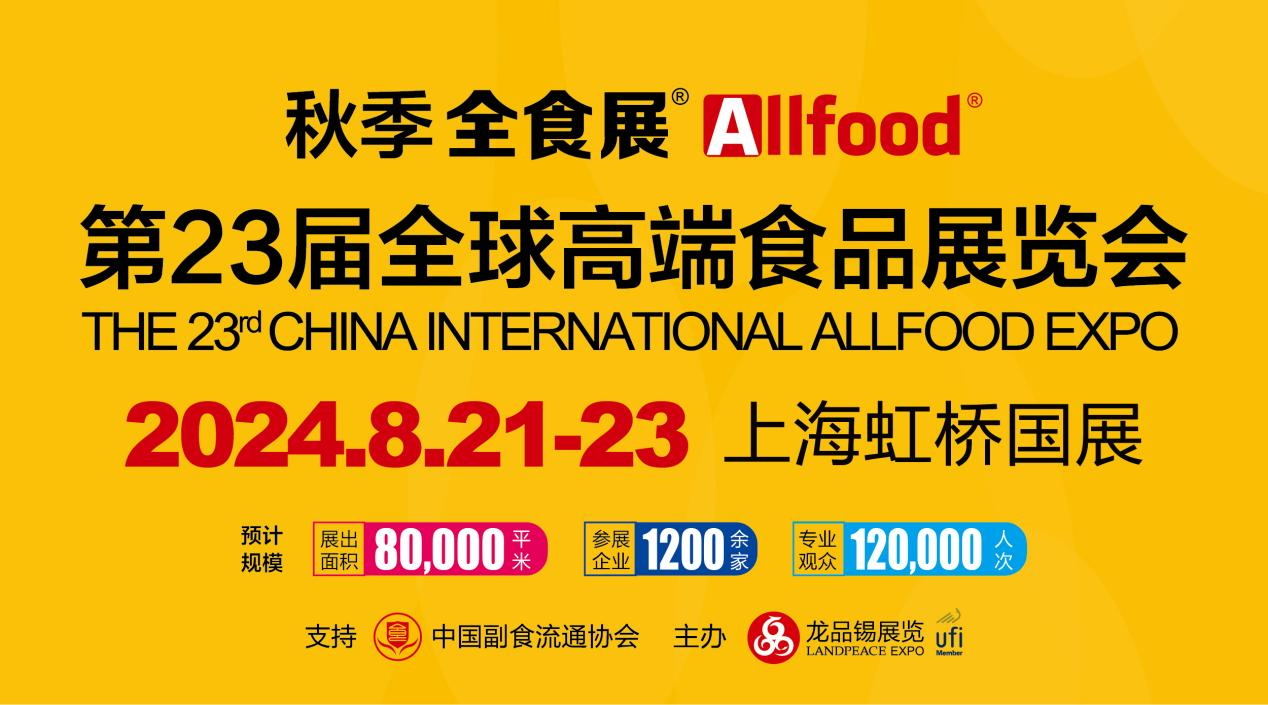 秋季 全食展® Allfood®
第23届全球高端食品展览会
THE 23rd CHINA INTERNATIONAL ALLFOOD EXPO
2024.8.21-23 上海虹桥国展
预计规模 展出面积 80,000 平米 参展企业 1200 余家 专业观众 120,000 人次
支持 中国副食流通协会 主办 龙品锡展览 LANDPEACE EXPO ufi Member